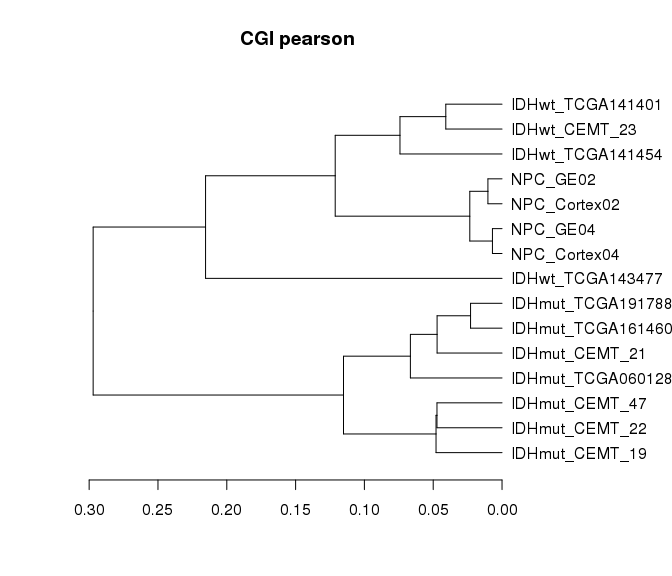 CGI pearson
IDHwt_TCGA141401
IDHwt_CEMT_23
IDHwt_TCGA141454
NPC_GE02
NPC_Cortex02
NPC_GE04
NPC_Cortex04
IDHwt_TCGA143477
IDHmut_TCGA191788
IDHmut_TCGA161460
IDHmut_CEMT_21
IDHmut_TCGA060128
IDHmut_CEMT_47
IDHmut_CEMT_22
IDHmut_CEMT_19
0.30 0.25 0.20 0.15 0.10 0.05 0.00